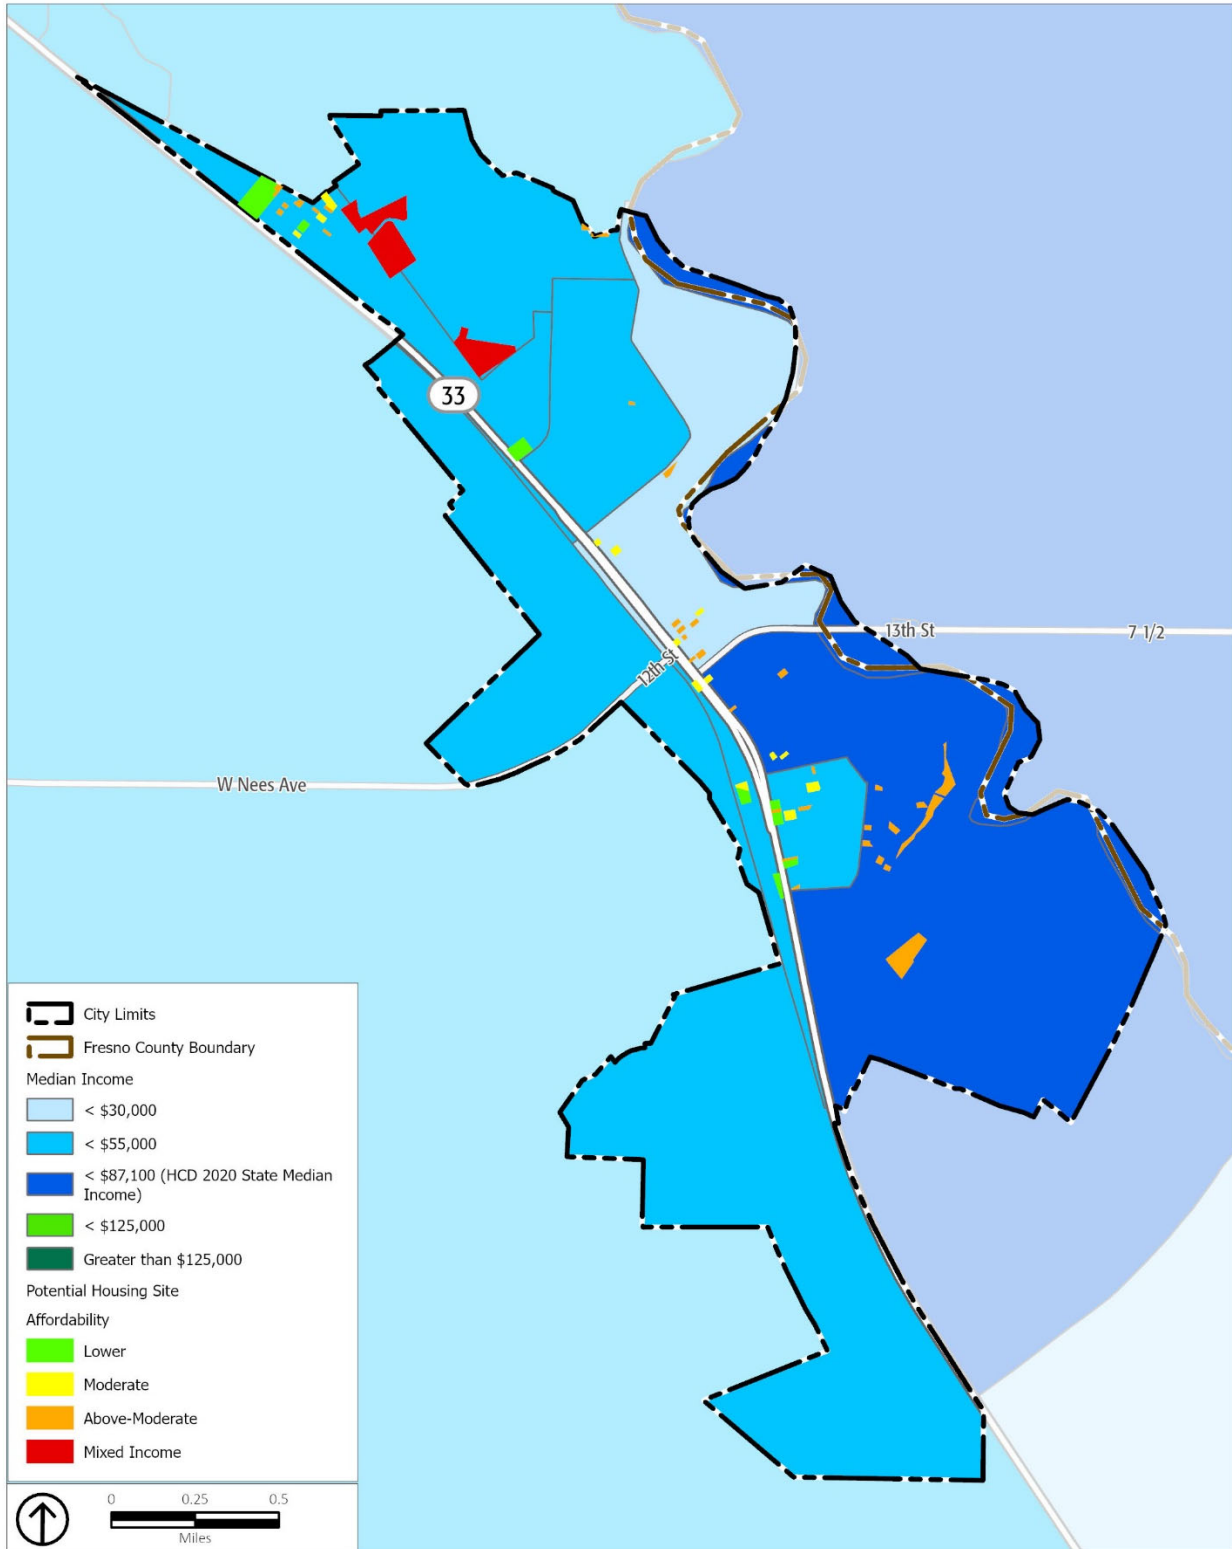 33
13th St
7 1/2
12th St
W Nees Ave
City Limits
Fresno County Boundary
Median Income
< $30,000
< $55,000
< $87,100 (HCD 2020 State Median
Income)
< $125,000
Greater than $125,000
Potential Housing Site
Affordability
Lower
Moderate
Above-Moderate
Mixed Income
0 0.25 0.5
Miles